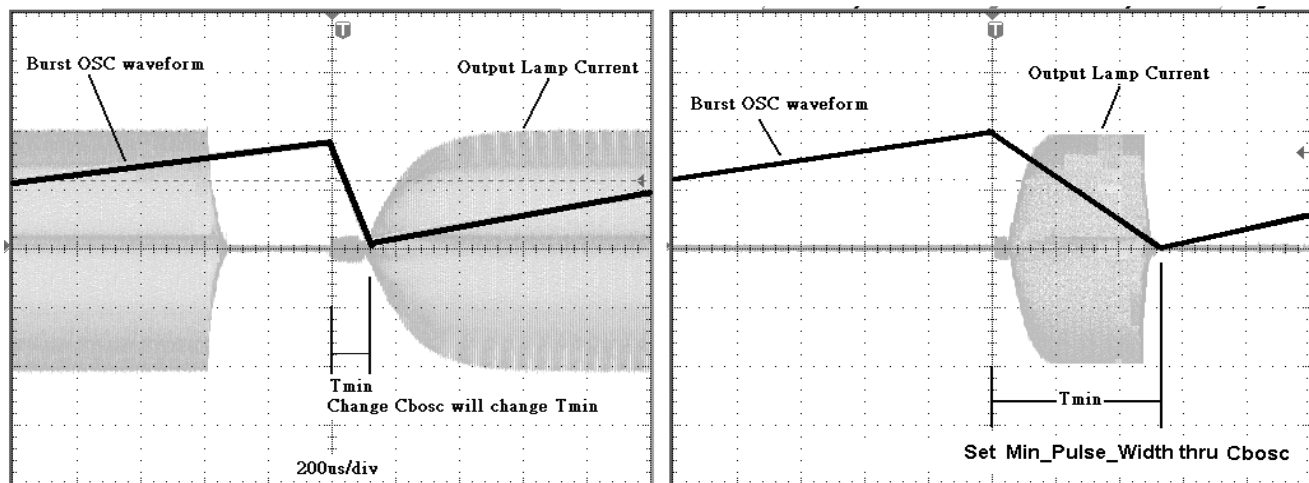 T
Burst OSC waveform
Output Lamp Current
Tmin
Change Cbosc will change Tmin
200us/div
T
Output Lamp Current
Burst OSC waveform
Tmin
Set Min_Pulse_Width thru Cbosc